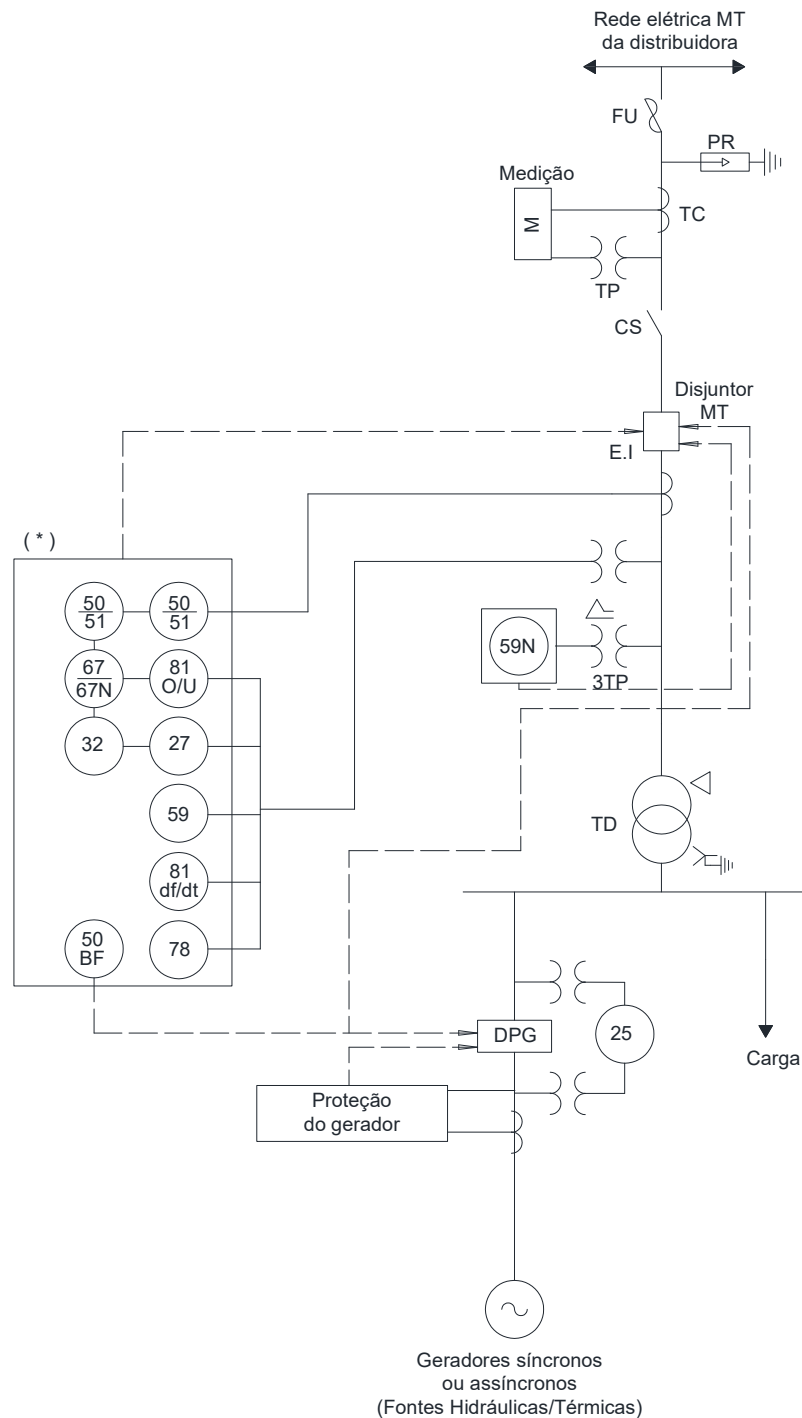 Rede elétrica MT
da distribuidora
FU
PR
Medição
M
TC
TP
CS
Disjuntor
MT
E.I
( * )
50
51
50
51
67
67N
81
O/U
59N
3TP
32
27
59
TD
81
df/dt
50
BF
78
DPG
25
Carga
Proteção
do gerador
Geradores síncronos
ou assíncronos
(Fontes Hidráulicas/Térmicas)